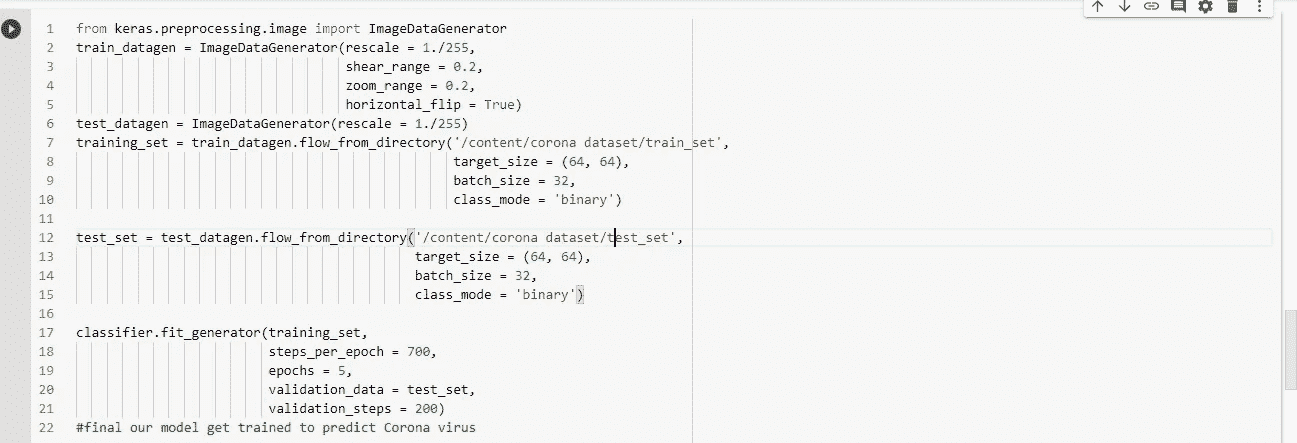 1 from keras.preprocessing.image import ImageDataGenerator
2 train_datagen = ImageDataGenerator(rescale = 1./255,
3 shear_range = 0.2,
4 zoom_range = 0.2,
5 horizontal_flip = True)
6 test_datagen = ImageDataGenerator(rescale = 1./255)
7 training_set = train_datagen.flow_from_directory('/content/corona dataset/train_set',
8 target_size = (64, 64),
9 batch_size = 32,
10 class_mode = 'binary')
11
12 test_set = test_datagen.flow_from_directory('/content/corona dataset/test_set',
13 target_size = (64, 64),
14 batch_size = 32,
15 class_mode = 'binary')
16
17 classifier.fit_generator(training_set,
18 steps_per_epoch = 700,
19 epochs = 5,
20 validation_data = test_set,
21 validation_steps = 200)
22 #final our model get trained to predict Corona virus